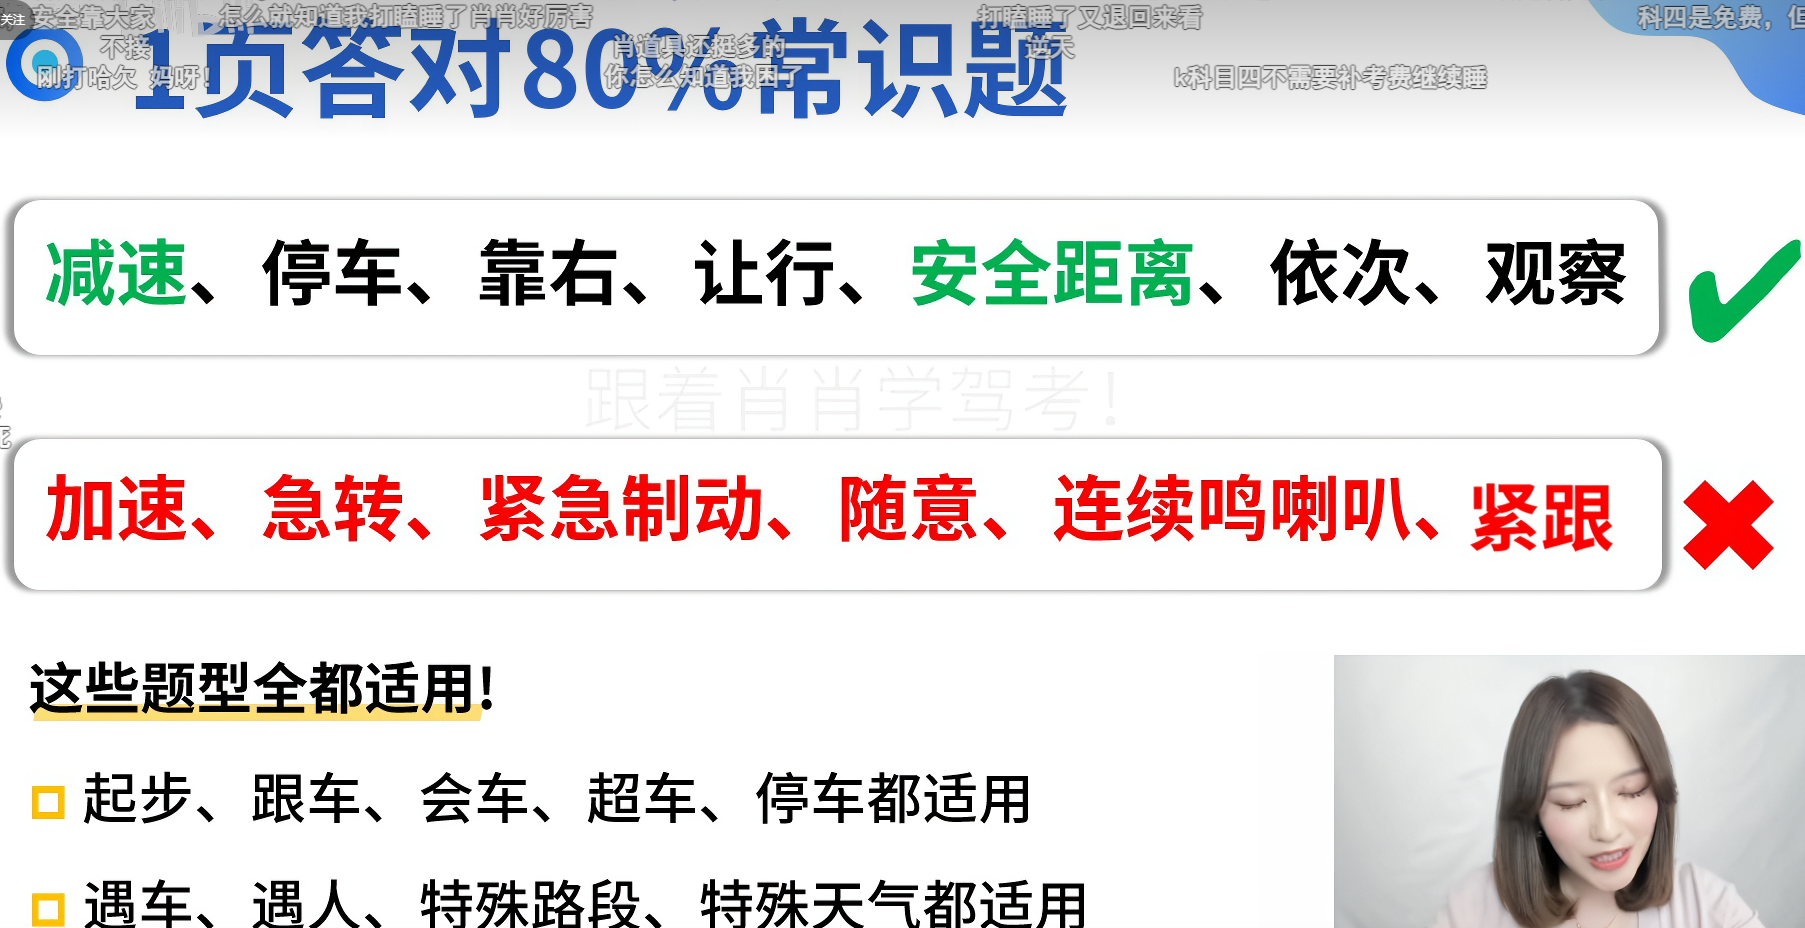 关注
安全靠大家
怎么就知道我打瞌睡了肖肖好厉害
打瞌睡了又退回来看
科四是免费，但
不接
肖道具还挺多的
逆天
刚打哈欠 妈呀！
你怎么知道我困了
k科目四不需要补考费继续睡
1页答对80%常识题
减速、停车、靠右、让行、安全距离、依次、观察
跟着肖肖学驾考！
加速、急转、紧急制动、随意、连续鸣喇叭、紧跟
这些题型全都适用！
起步、跟车、会车、超车、停车都适用
遇车、遇人、特殊路段、特殊天气都适用